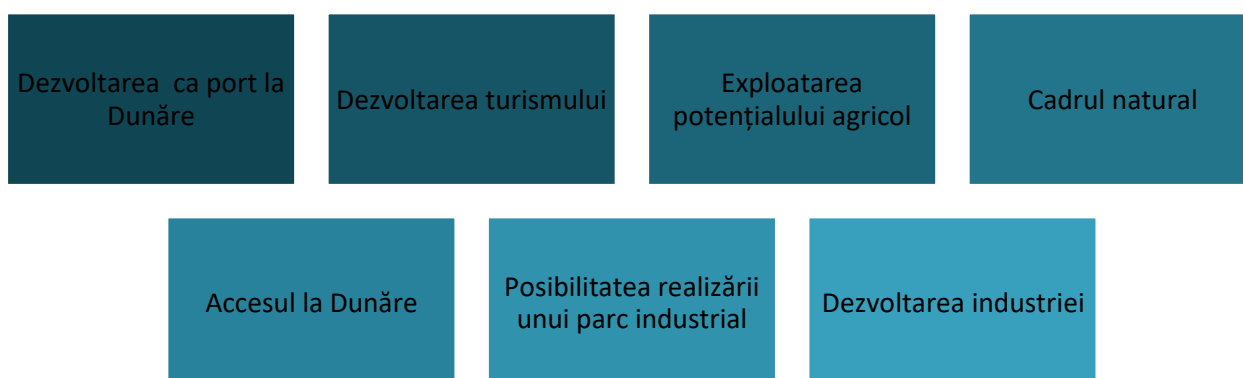 Dezvoltarea  ca port la
Dunăre
Dezvoltarea turismului
Exploatarea
potențialului agricol
Cadrul natural
Accesul la Dunăre
Posibilitatea realizării
unui parc industrial
Dezvoltarea industriei